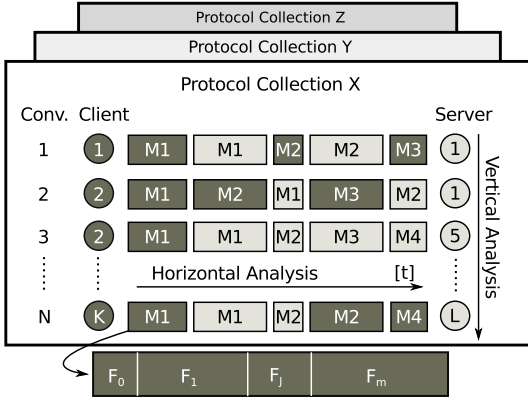 Protocol Collection Z
Protocol Collection Y
Protocol Collection X
Conv. Client Server
1 1 M1 M1 M2 M2 M3 1
2 2 M1 M2 M1 M3 M2 1
3 2 M1 M1 M2 M3 M4 5
Horizontal Analysis [t]
N K M1 M1 M2 M2 M4 L
Vertical Analysis
F0 F1 FJ Fm